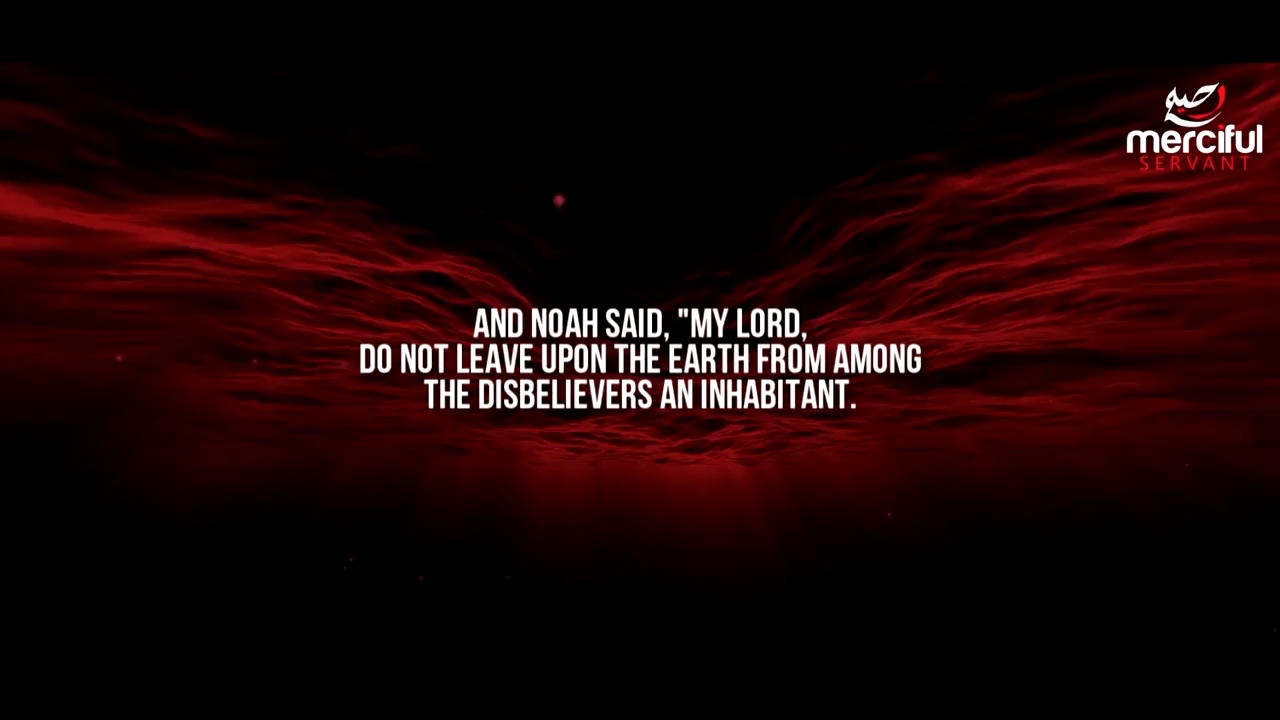 رحيم
merciful
SERVANT
AND NOAH SAID, "MY LORD,
DO NOT LEAVE UPON THE EARTH FROM AMONG
THE DISBELIEVERS AN INHABITANT.